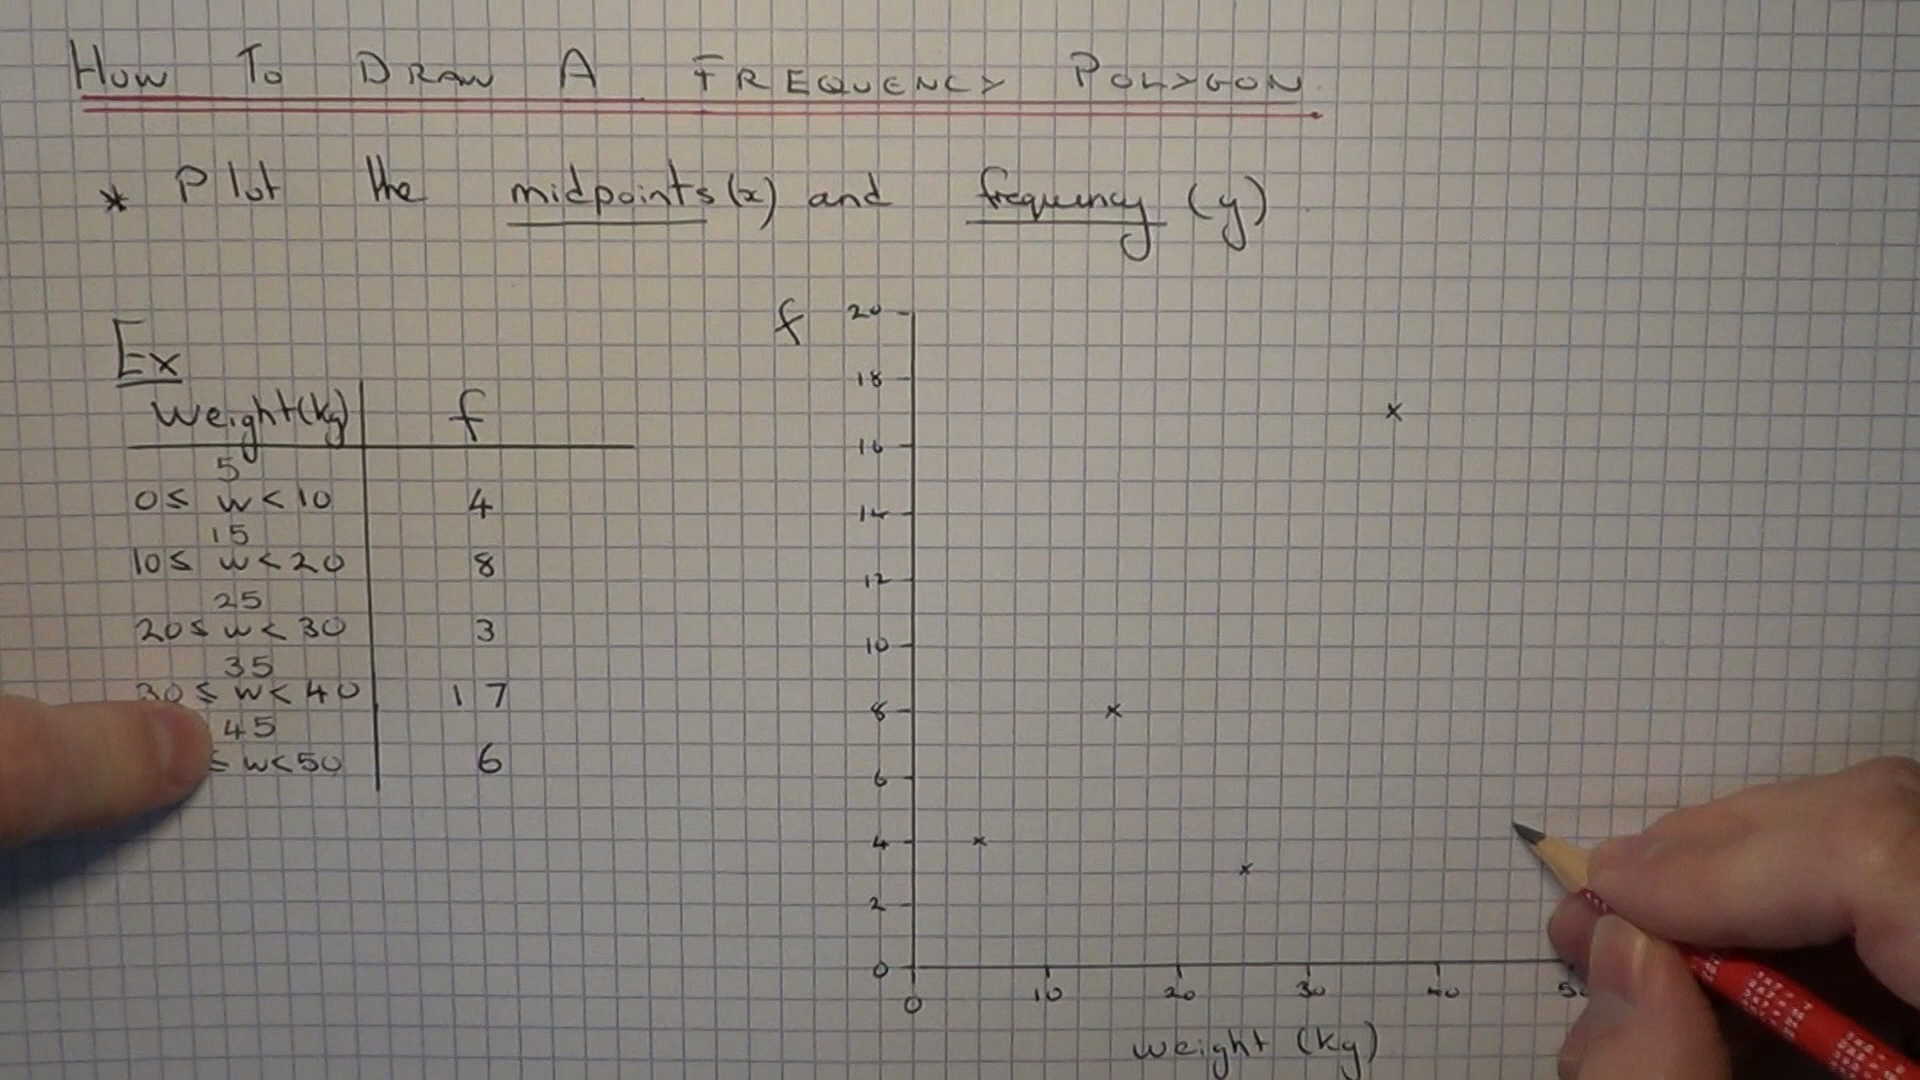 HOW TO DRAW A FREQUENCY POLYGON
* Plot the midpoints (x) and frequency (y)
Ex
Weight(kg) f
5
0≤ w<10 4
15
10≤ w<20 8
25
20≤ w<30 3
35
30≤ w<40 17
45
≤ w<50 6
f
20
18
16
14
12
10
8
6
4
2
0
0 10 20 30 40
weight (kg)